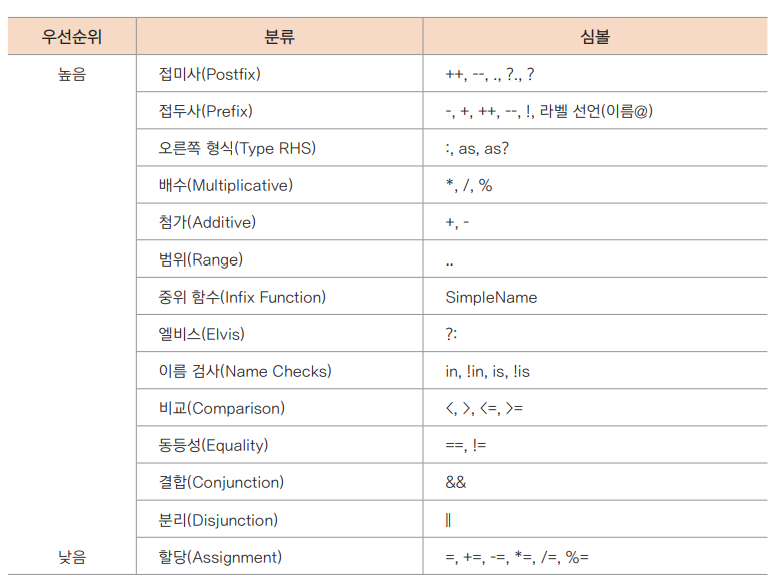 우선순위 분류 심볼
높음 접미사(Postfix) ++, --, ., ?., ?
접두사(Prefix) -, +, ++, --, !, 라벨 선언(이름@)
오른쪽 형식(Type RHS) :, as, as?
배수(Multiplicative) *, /, %
첨가(Additive) +, -
범위(Range) ..
중위 함수(Infix Function) SimpleName
엘비스(Elvis) ?:
이름 검사(Name Checks) in, !in, is, !is
비교(Comparison) <, >, <=, >=
동등성(Equality) ==, !=
결합(Conjunction) &&
분리(Disjunction) ||
낮음 할당(Assignment) =, +=, -=, *=, /=, %=